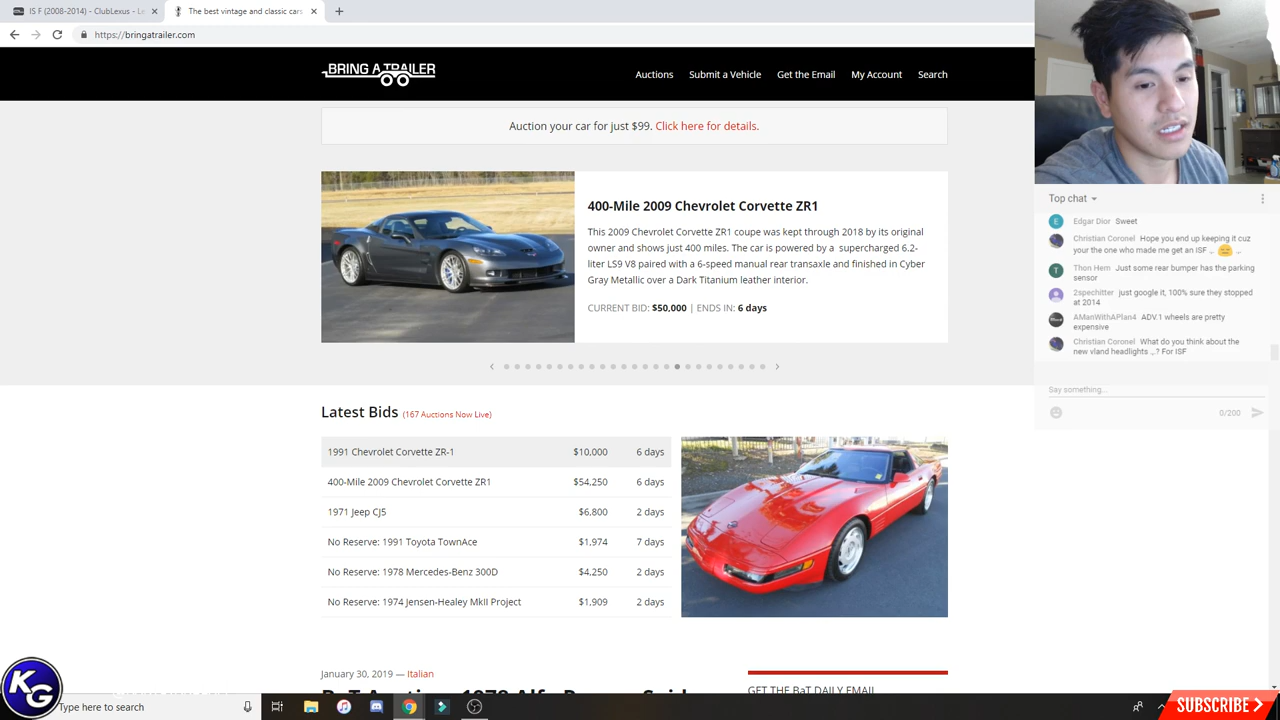 IS F (2008-2014) - ClubLexus - Le
The best vintage and classic cars
https://bringatrailer.com
BRING A TRAILER
Auctions
Submit a Vehicle
Get the Email
My Account
Search
Auction your car for just $99. Click here for details.
400-Mile 2009 Chevrolet Corvette ZR1
This 2009 Chevrolet Corvette ZR1 coupe was kept through 2018 by its original
owner and shows just 400 miles. The car is powered by a supercharged 6.2-
liter LS9 V8 paired with a 6-speed manual rear transaxle and finished in Cyber
Gray Metallic over a Dark Titanium leather interior.
CURRENT BID: $50,000 | ENDS IN: 6 days
Latest Bids (167 Auctions Now Live)
1991 Chevrolet Corvette ZR-1 $10,000 6 days
400-Mile 2009 Chevrolet Corvette ZR1 $54,250 6 days
1971 Jeep CJ5 $6,800 2 days
No Reserve: 1991 Toyota TownAce $1,974 7 days
No Reserve: 1978 Mercedes-Benz 300D $4,250 2 days
No Reserve: 1974 Jensen-Healey MkII Project $1,909 2 days
January 30, 2019 — Italian
GET THE BaT DAILY EMAIL
Top chat
Edgar Dior Sweet
Christian Coronel Hope you end up keeping it cuz
your the one who made me get an ISF .. ..
Thon Hem Just some rear bumper has the parking
sensor
2spechitter just google it, 100% sure they stopped
at 2014
AManWithAPlan4 ADV.1 wheels are pretty
expensive
Christian Coronel What do you think about the
new vland headlights .,.? For ISF
Say something...
0/200
KG
Type here to search
SUBSCRIBE